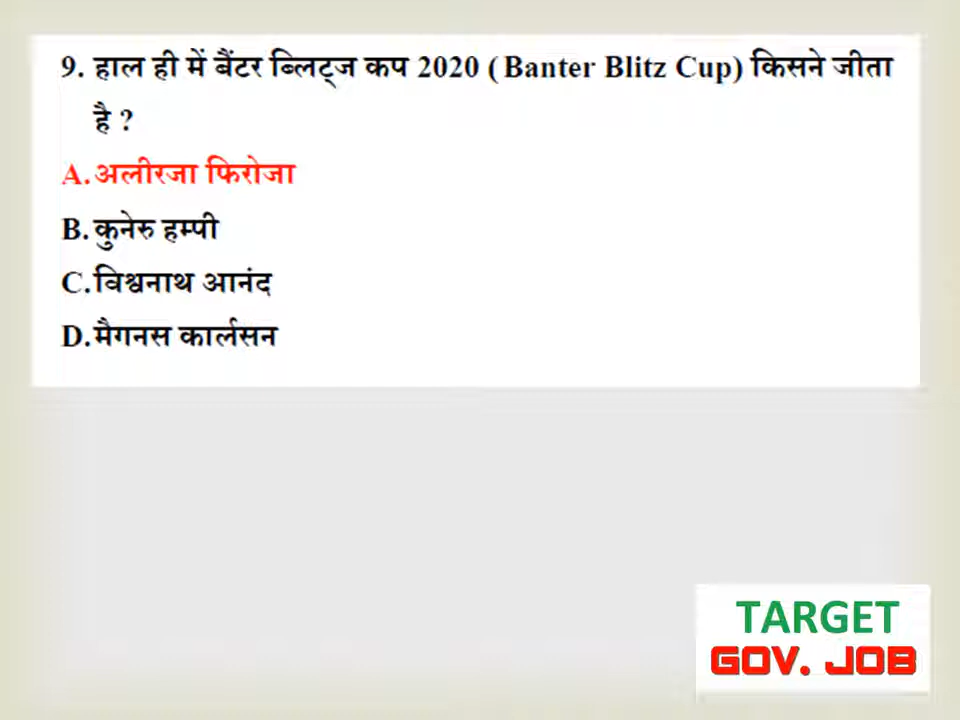 9. हाल ही में बैंटर ब्लिट्ज कप 2020 (Banter Blitz Cup) किसने जीता
है ?
A.अलीरजा फिरोजा
B.कुनेरु हम्पी
C.विश्वनाथ आनंद
D.मैगनस कार्लसन
TARGET
GOV. JOB